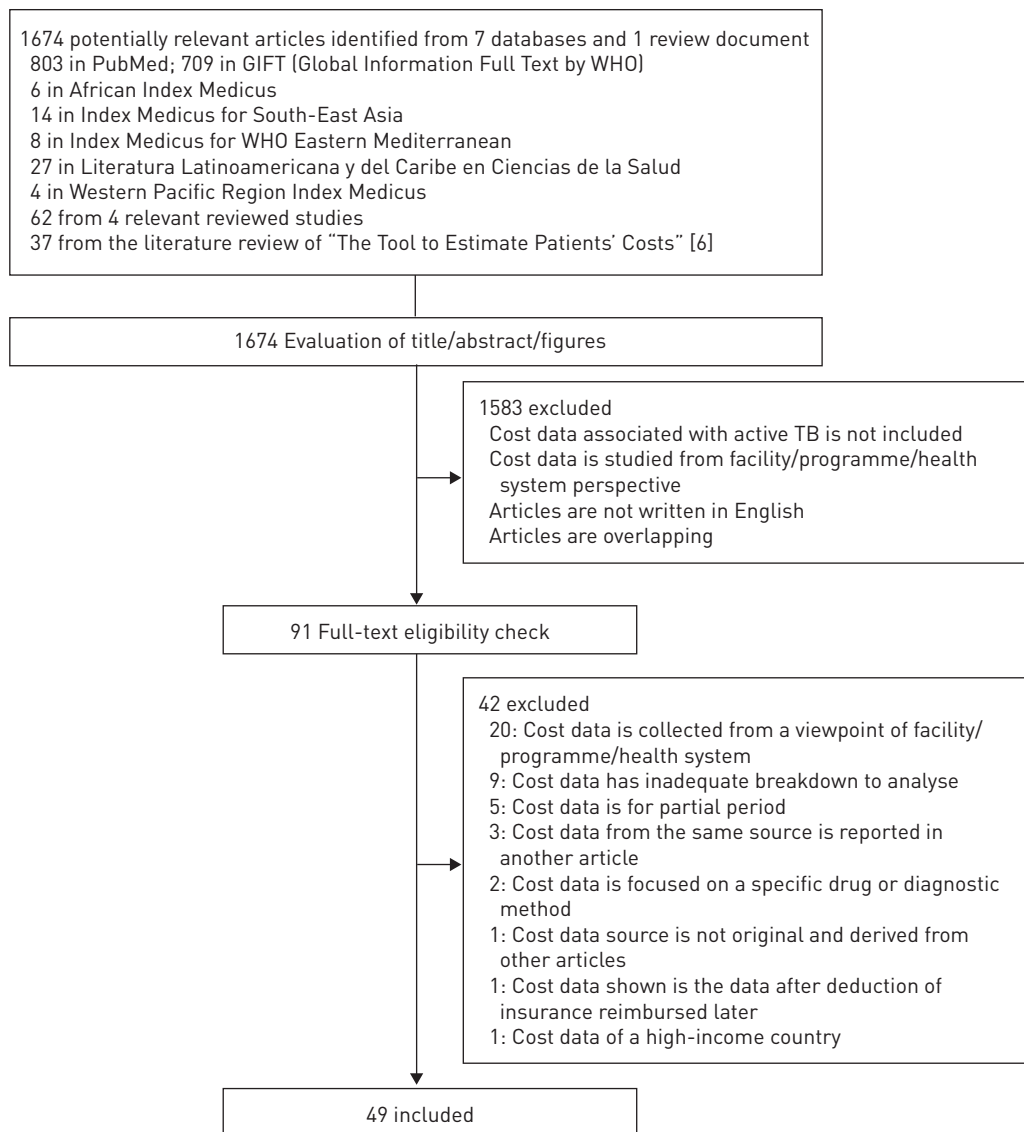 1674 potentially relevant articles identified from 7 databases and 1 review document
803 in PubMed; 709 in GIFT (Global Information Full Text by WHO)
6 in African Index Medicus
14 in Index Medicus for South-East Asia
8 in Index Medicus for WHO Eastern Mediterranean
27 in Literatura Latinoamericana y del Caribe en Ciencias de la Salud
4 in Western Pacific Region Index Medicus
62 from 4 relevant reviewed studies
37 from the literature review of “The Tool to Estimate Patients’ Costs” [6]
1674 Evaluation of title/abstract/figures
1583 excluded
Cost data associated with active TB is not included
Cost data is studied from facility/programme/health
system perspective
Articles are not written in English
Articles are overlapping
91 Full-text eligibility check
42 excluded
20: Cost data is collected from a viewpoint of facility/
programme/health system
9: Cost data has inadequate breakdown to analyse
5: Cost data is for partial period
3: Cost data from the same source is reported in
another article
2: Cost data is focused on a specific drug or diagnostic
method
1: Cost data source is not original and derived from
other articles
1: Cost data shown is the data after deduction of
insurance reimbursed later
1: Cost data of a high-income country
49 included